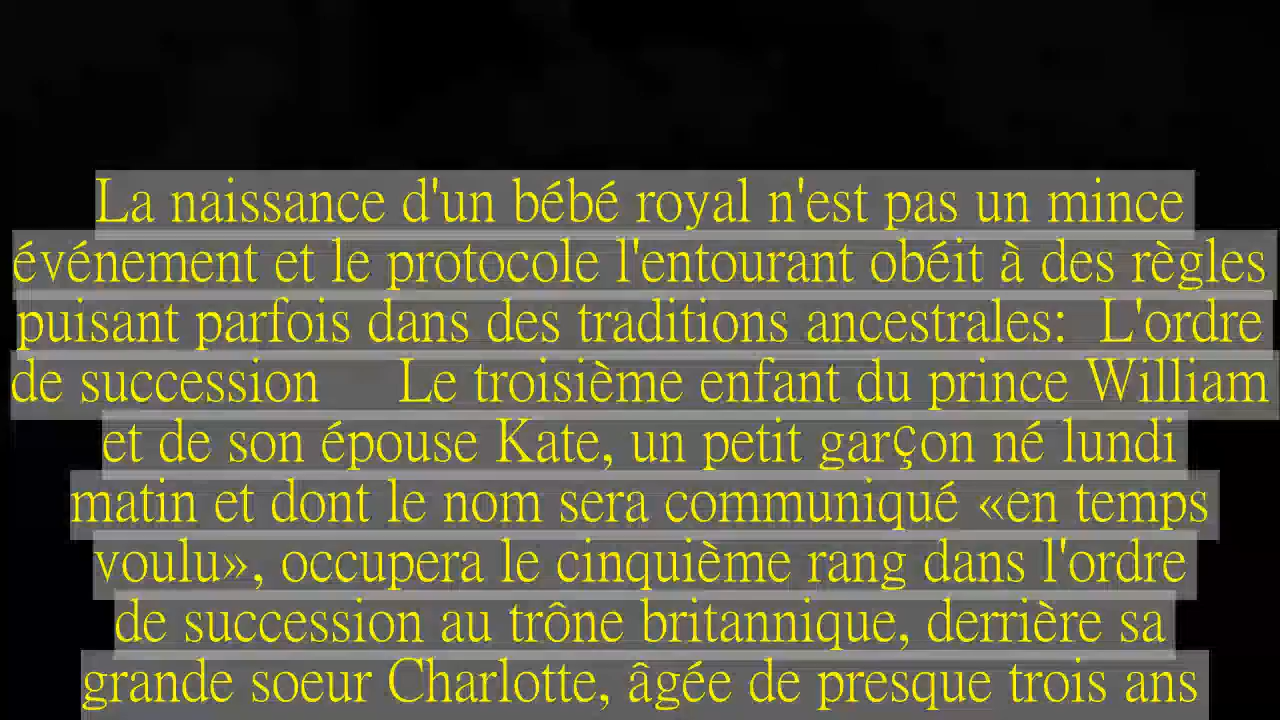 La naissance d'un bébé royal n'est pas un mince
événement et le protocole l'entourant obéit à des règles
puisant parfois dans des traditions ancestrales:  L'ordre
de succession     Le troisième enfant du prince William
et de son épouse Kate, un petit garçon né lundi
matin et dont le nom sera communiqué «en temps
voulu», occupera le cinquième rang dans l'ordre
de succession au trône britannique, derrière sa
grande soeur Charlotte, âgée de presque trois ans